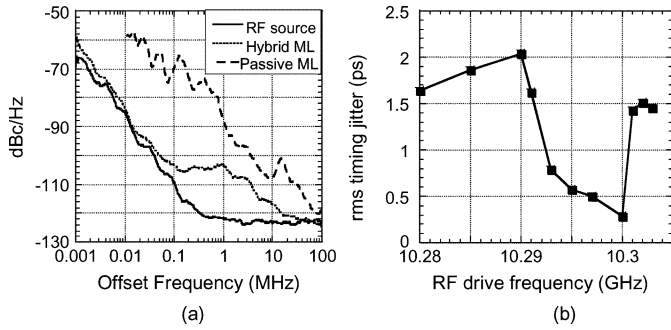 -50
-70
-90
-110
-130
dBc/Hz
RF source
Hybrid ML
Passive ML
0.001
0.01
0.1
1
10
100
Offset Frequency (MHz)
(a)
2.5
2
1.5
1
0.5
0
rms timing jitter (ps)
10.28
10.29
10.3
RF drive frequency (GHz)
(b)